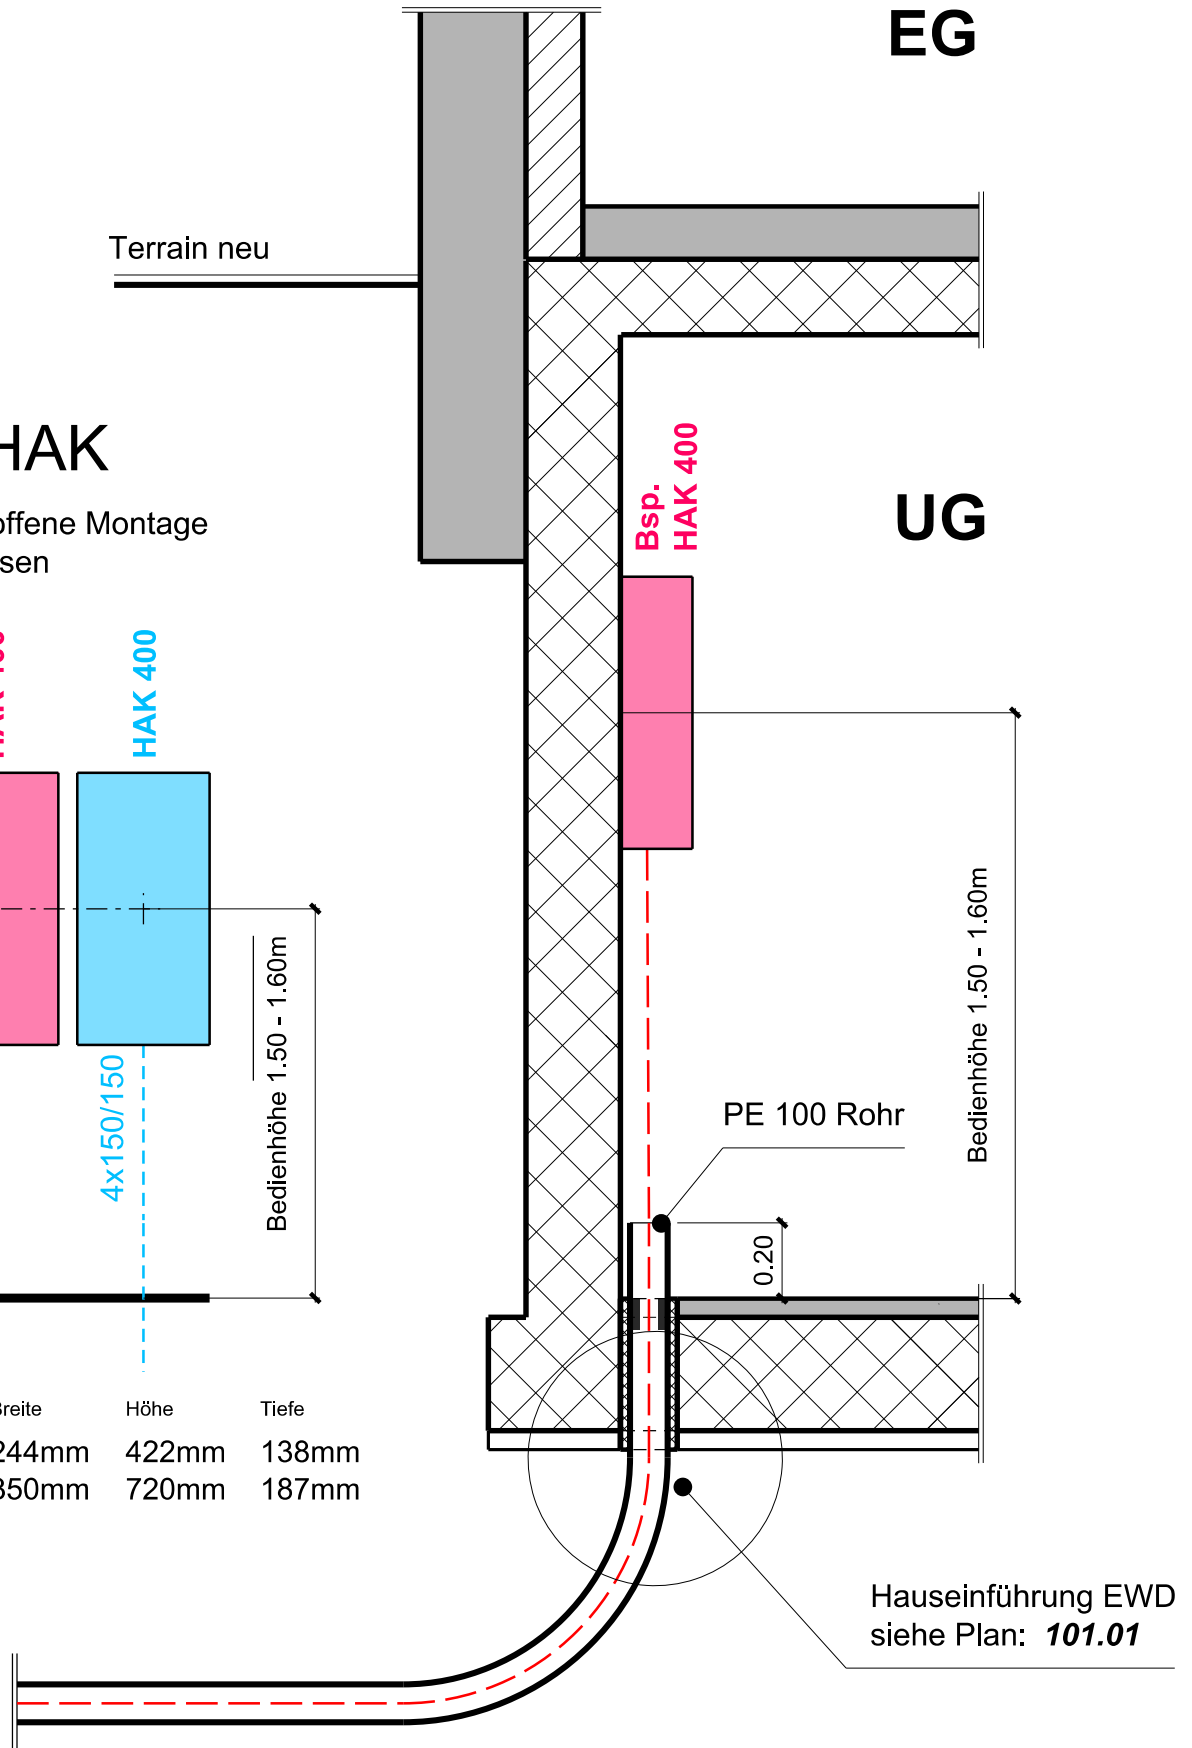 EG
Terrain neu
HAK
offene Montage
Bsp.
HAK 400
UG
HAK 400
4x150/150
Bedienhöhe 1.50 - 1.60m
Bedienhöhe 1.50 - 1.60m
PE 100 Rohr
0.20
Breite Höhe Tiefe
244mm 422mm 138mm
350mm 720mm 187mm
Hauseinführung EWD
siehe Plan: 101.01